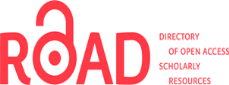 ROAD
DIRECTORY
OF OPEN ACCESS
SCHOLARLY
RESOURCES